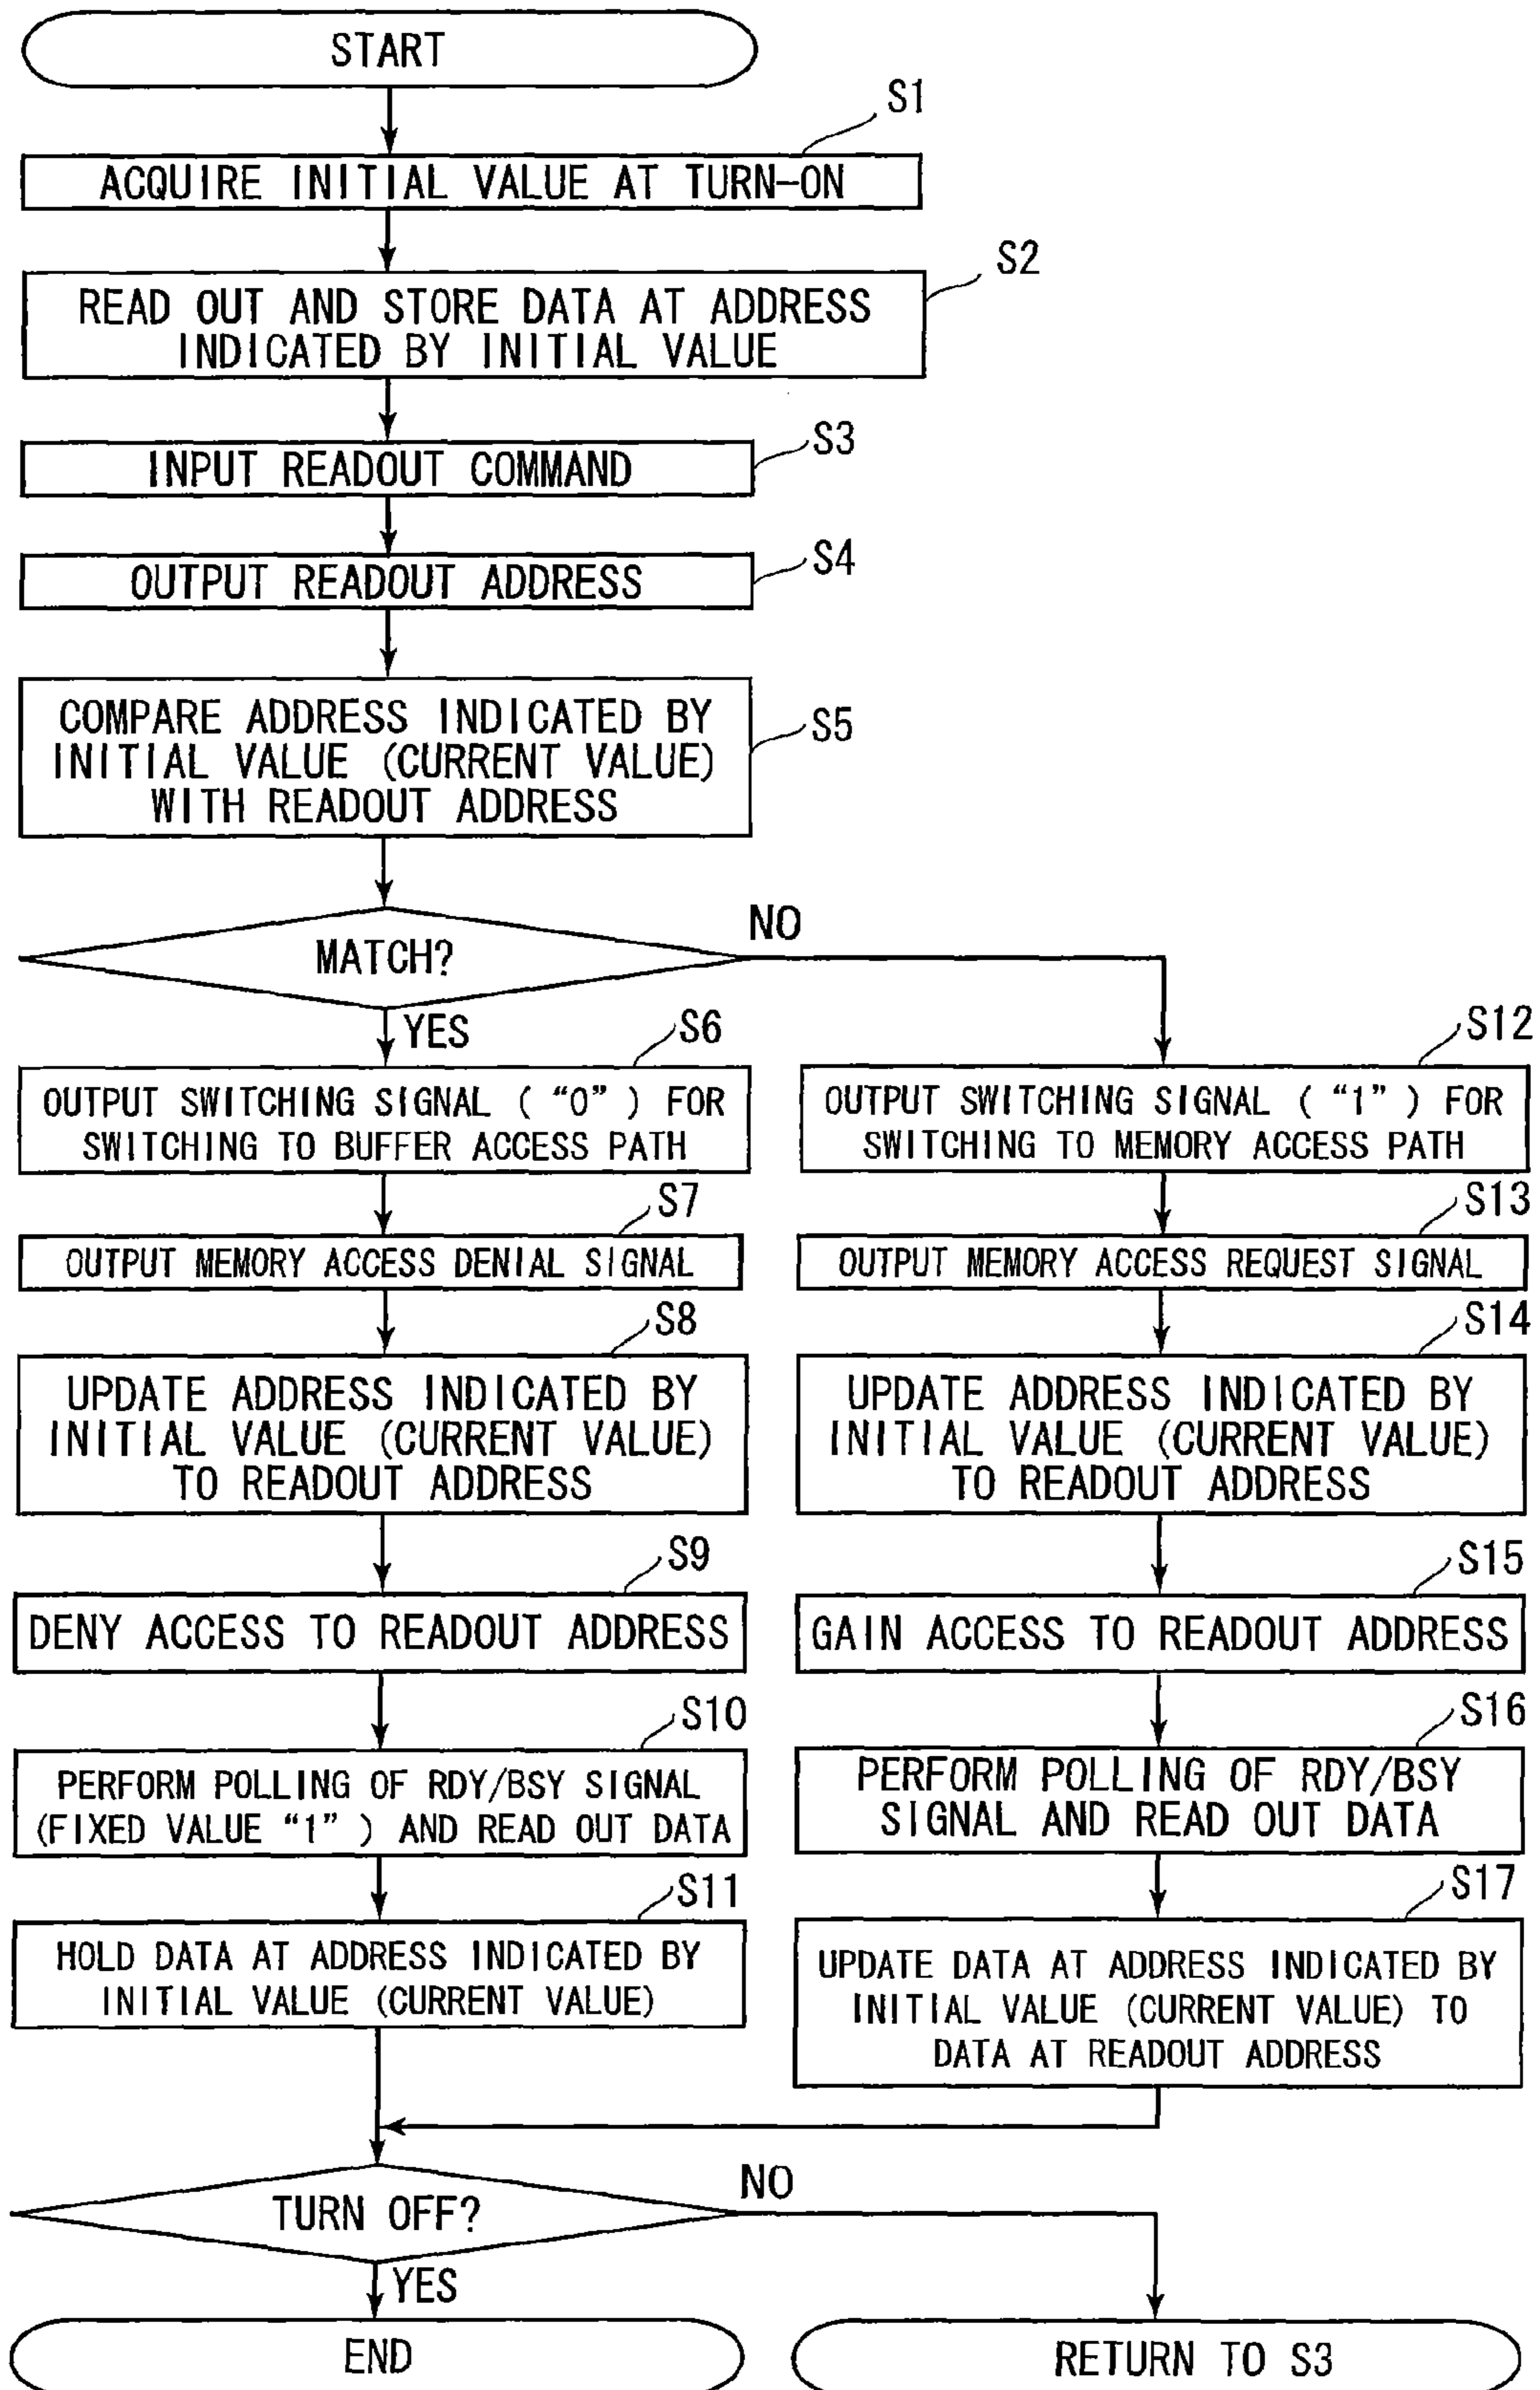 START
S1
ACQUIRE INITIAL VALUE AT TURN-ON
S2
READ OUT AND STORE DATA AT ADDRESS
INDICATED BY INITIAL VALUE
S3
INPUT READOUT COMMAND
S4
OUTPUT READOUT ADDRESS
S5
COMPARE ADDRESS INDICATED BY
INITIAL VALUE (CURRENT VALUE)
WITH READOUT ADDRESS
MATCH?
NO
YES
S6
OUTPUT SWITCHING SIGNAL ( “0” ) FOR
SWITCHING TO BUFFER ACCESS PATH
S7
OUTPUT MEMORY ACCESS DENIAL SIGNAL
S8
UPDATE ADDRESS INDICATED BY
INITIAL VALUE (CURRENT VALUE)
TO READOUT ADDRESS
S9
DENY ACCESS TO READOUT ADDRESS
S10
PERFORM POLLING OF RDY/BSY SIGNAL
(FIXED VALUE “1” ) AND READ OUT DATA
S11
HOLD DATA AT ADDRESS INDICATED BY
INITIAL VALUE (CURRENT VALUE)
S12
OUTPUT SWITCHING SIGNAL ( “1” ) FOR
SWITCHING TO MEMORY ACCESS PATH
S13
OUTPUT MEMORY ACCESS REQUEST SIGNAL
S14
UPDATE ADDRESS INDICATED BY
INITIAL VALUE (CURRENT VALUE)
TO READOUT ADDRESS
S15
GAIN ACCESS TO READOUT ADDRESS
S16
PERFORM POLLING OF RDY/BSY
SIGNAL AND READ OUT DATA
S17
UPDATE DATA AT ADDRESS INDICATED BY
INITIAL VALUE (CURRENT VALUE) TO
DATA AT READOUT ADDRESS
TURN OFF?
NO
YES
END
RETURN TO S3